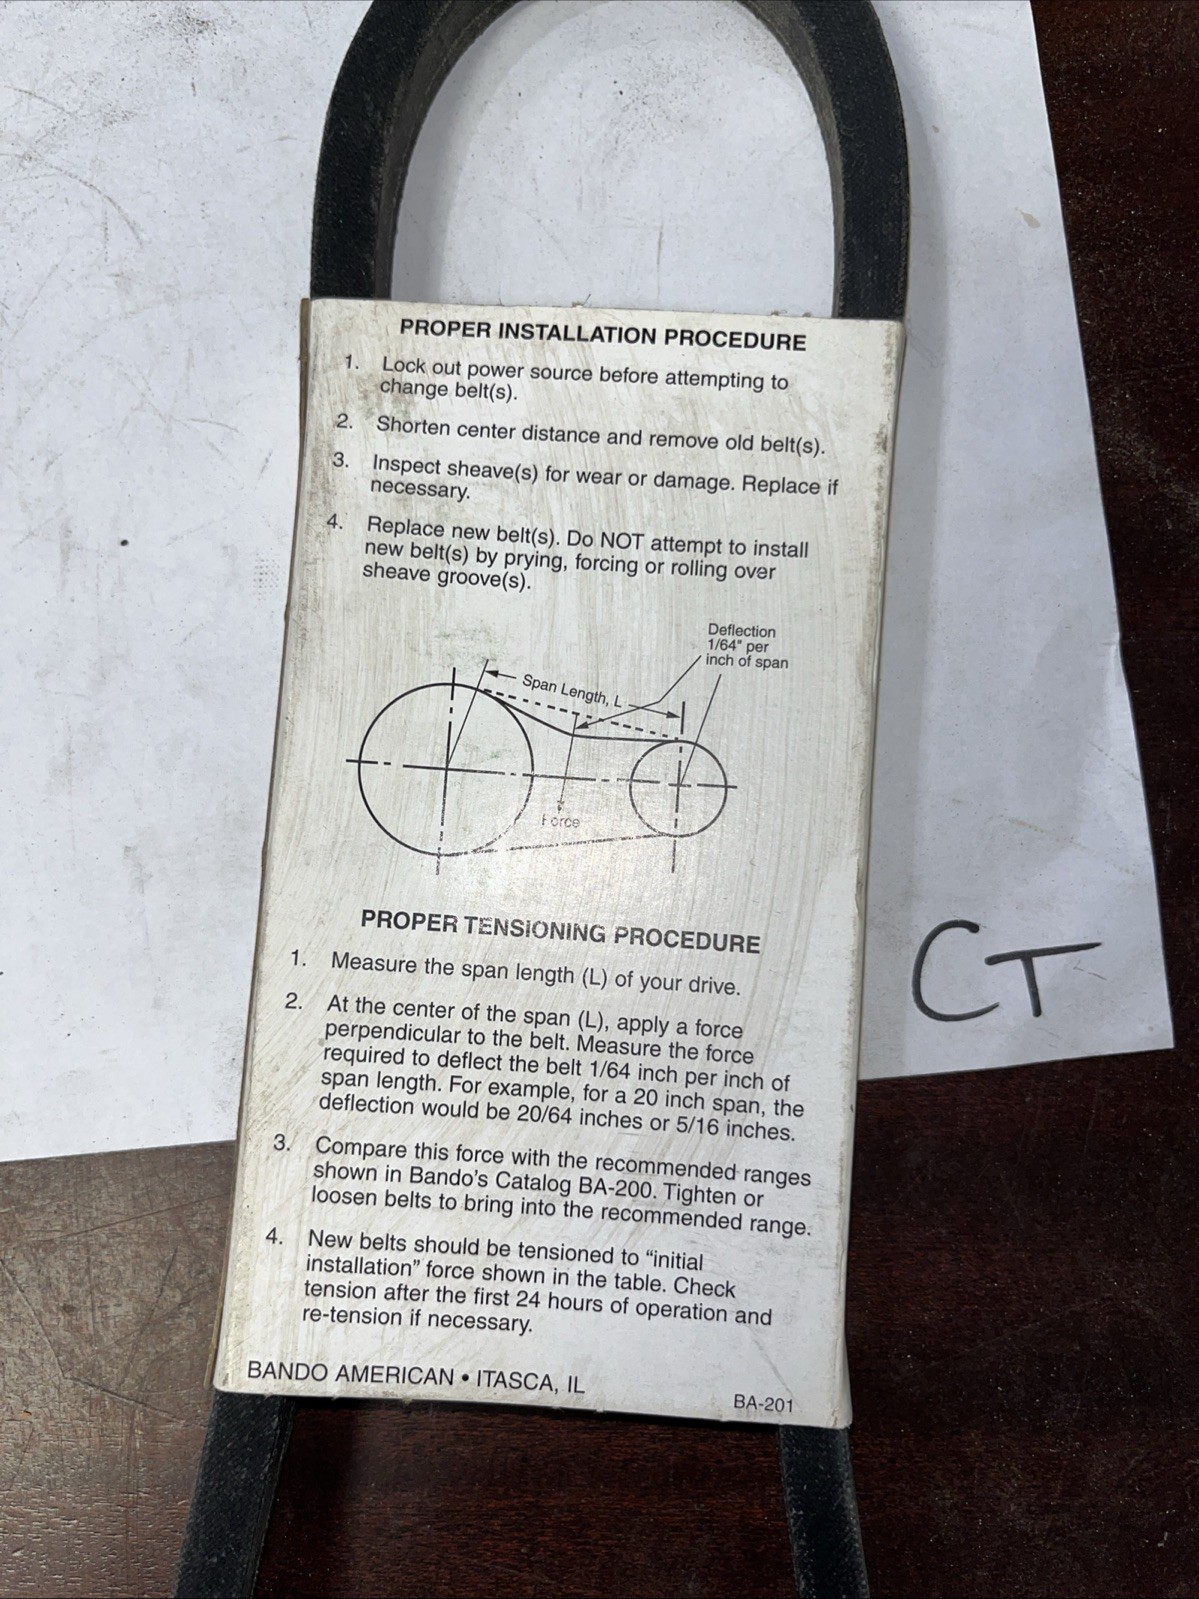 PROPER INSTALLATION PROCEDURE
1. Lock out power source before attempting to
change belt(s).
2. Shorten center distance and remove old belt(s).
3. Inspect sheave(s) for wear or damage. Replace if
necessary.
4. Replace new belt(s). Do NOT attempt to install
new belt(s) by prying, forcing or rolling over
sheave groove(s).
Deflection
1/64" per
inch of span
Span Length, L
Force
PROPER TENSIONING PROCEDURE
1. Measure the span length (L) of your drive.
2. At the center of the span (L), apply a force
perpendicular to the belt. Measure the force
required to deflect the belt 1/64 inch per inch of
span length. For example, for a 20 inch span, the
deflection would be 20/64 inches or 5/16 inches.
3. Compare this force with the recommended ranges
shown in Bando's Catalog BA-200. Tighten or
loosen belts to bring into the recommended range.
4. New belts should be tensioned to “initial
installation” force shown in the table. Check
tension after the first 24 hours of operation and
re-tension if necessary.
BANDO AMERICAN • ITASCA, IL
BA-201
CT